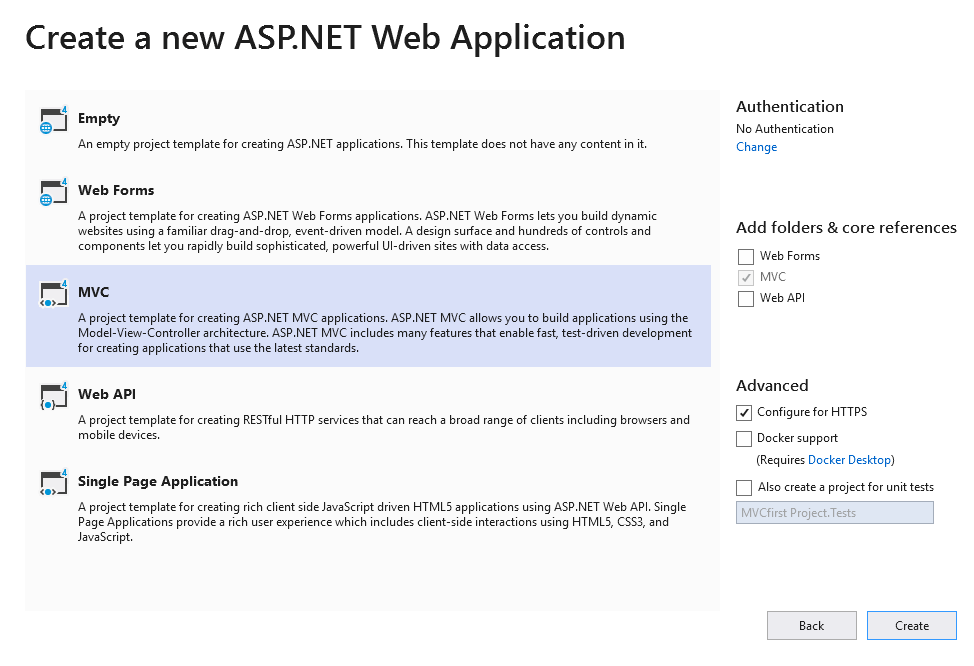 Create a new ASP.NET Web Application
4
Empty
An empty project template for creating ASP.NET applications. This template does not have any content in it.
4
Web Forms
A project template for creating ASP.NET Web Forms applications. ASP.NET Web Forms lets you build dynamic
websites using a familiar drag-and-drop, event-driven model. A design surface and hundreds of controls and
components let you rapidly build sophisticated, powerful UI-driven sites with data access.
4
MVC
A project template for creating ASP.NET MVC applications. ASP.NET MVC allows you to build applications using the
Model-View-Controller architecture. ASP.NET MVC includes many features that enable fast, test-driven development
for creating applications that use the latest standards.
4
Web API
A project template for creating RESTful HTTP services that can reach a broad range of clients including browsers and
mobile devices.
4
Single Page Application
A project template for creating rich client side JavaScript driven HTML5 applications using ASP.NET Web API. Single
Page Applications provide a rich user experience which includes client-side interactions using HTML5, CSS3, and
JavaScript.
Authentication
No Authentication
Change
Add folders & core references
Web Forms
MVC
Web API
Advanced
Configure for HTTPS
Docker support
(Requires Docker Desktop)
Also create a project for unit tests
MVCfirst Project.Tests
Back
Create